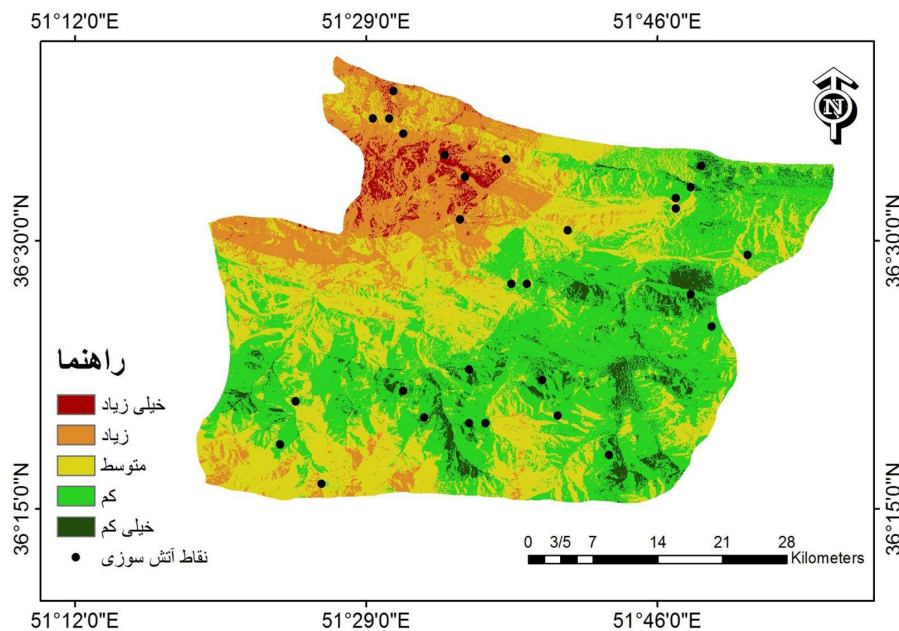 51°12'0"E 51°29'0"E 51°46'0"E
N
36°30'0"N 36°30'0"N
راهنما
خیلی زیاد
زیاد
متوسط
کم
خیلی کم
نقاط آتش سوزی
36°15'0"N 36°15'0"N
0 3/5 7 14 21 28
Kilometers
51°12'0"E 51°29'0"E 51°46'0"E